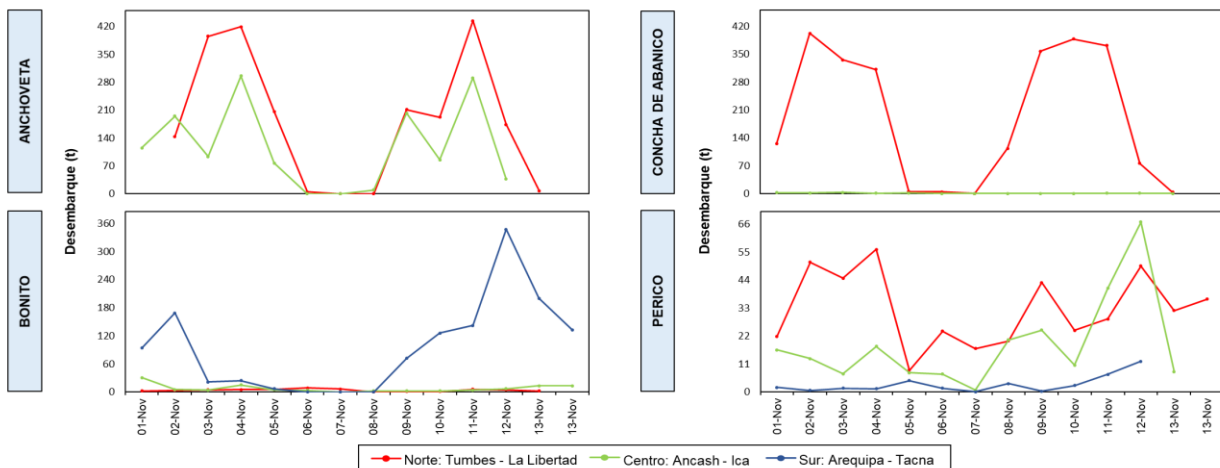 ANCHOVETA
Desembarque (t)
420
350
280
210
140
70
0
CONCHA DE ABANICO
Desembarque (t)
420
350
280
210
140
70
0
BONITO
360
300
240
180
120
60
0
01-Nov
02-Nov
03-Nov
04-Nov
05-Nov
06-Nov
07-Nov
08-Nov
09-Nov
10-Nov
11-Nov
12-Nov
13-Nov
13-Nov
PERICO
66
55
44
33
22
11
0
01-Nov
02-Nov
03-Nov
04-Nov
05-Nov
06-Nov
07-Nov
08-Nov
09-Nov
10-Nov
11-Nov
12-Nov
13-Nov
13-Nov
Norte: Tumbes - La Libertad Centro: Ancash - Ica Sur: Arequipa - Tacna